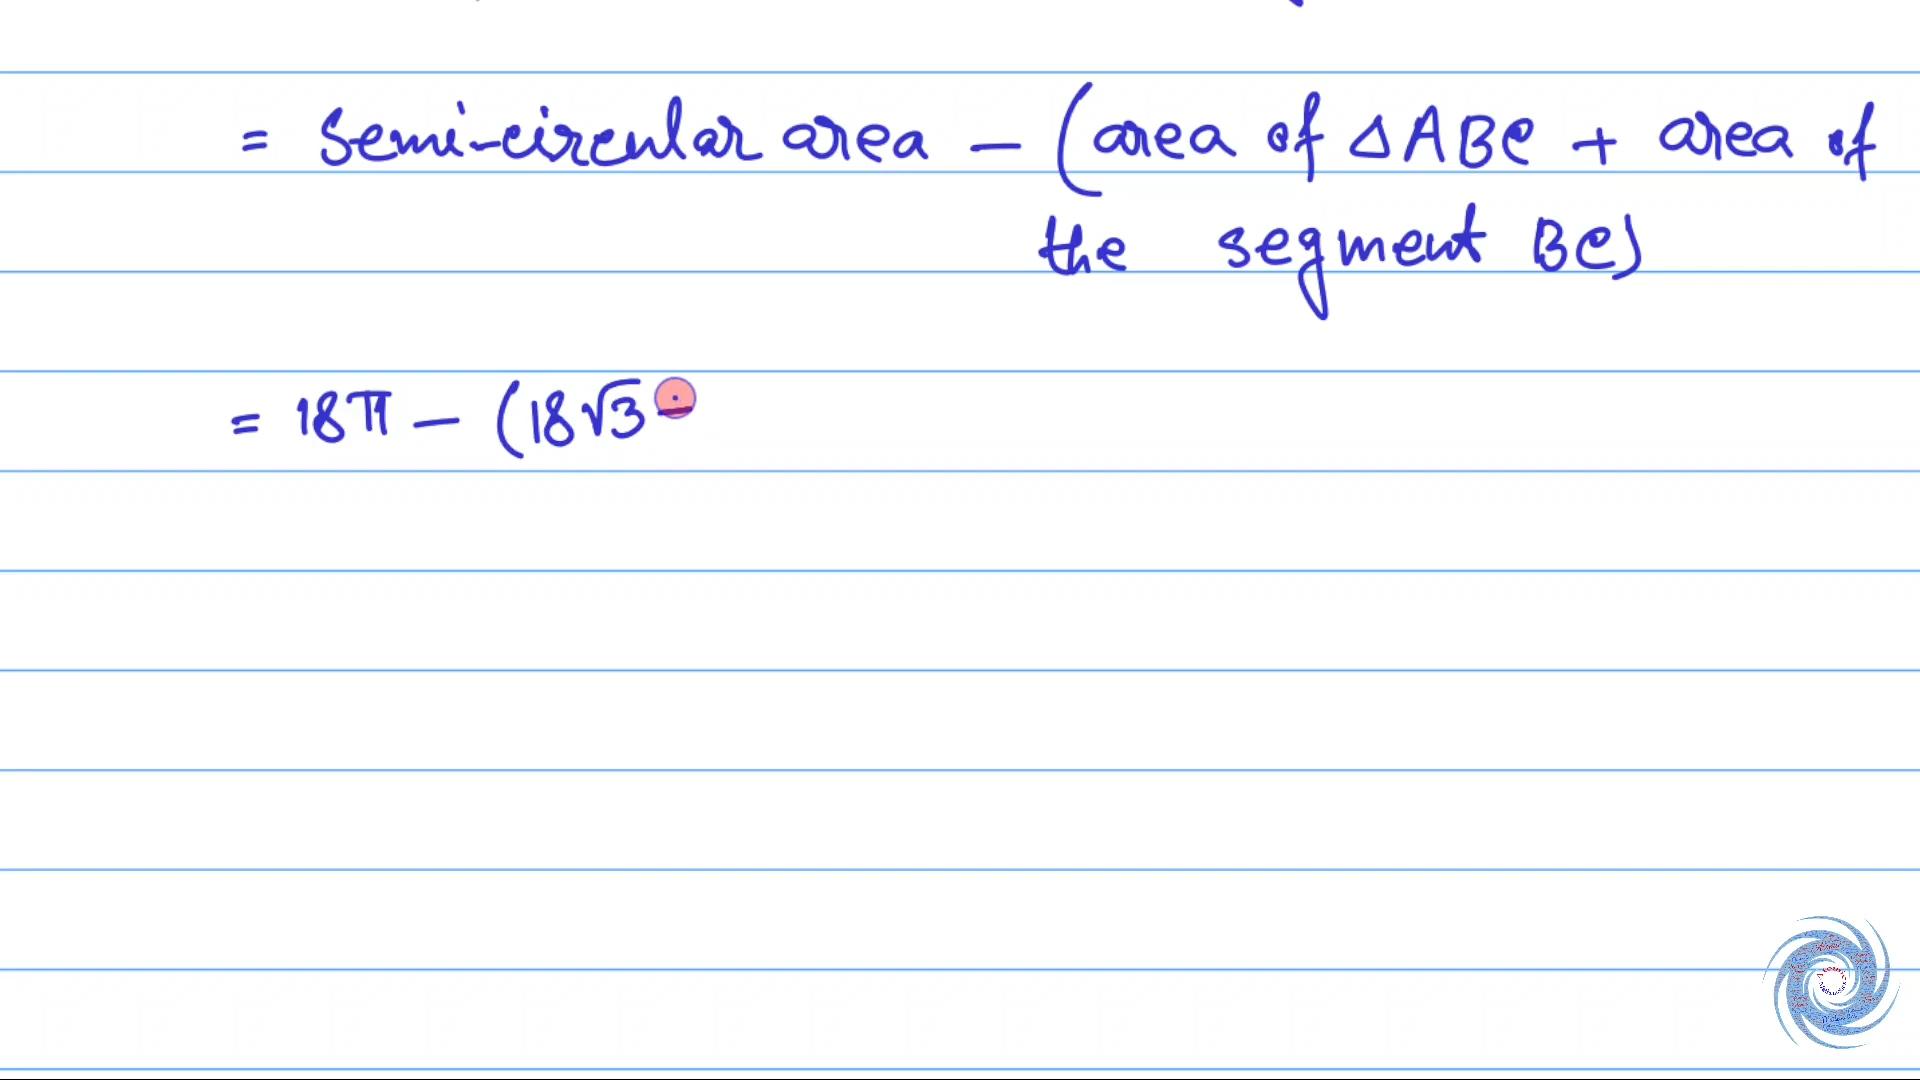 = Semi-circular area - (area of ΔABC + area of
the segment BC)
= 18π - (18√3 -